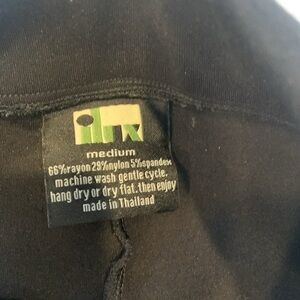 medium
66%rayon 29%nylon 5%spandex
machine wash gentle cycle.
hang dry or dry flat.then enjoy
made in Thailand